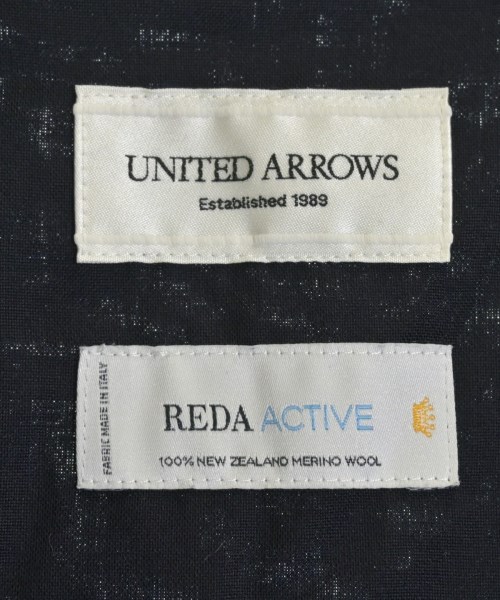 UNITED ARROWS
Established 1989
FABRIC MADE IN ITALY
REDA ACTIVE
100% NEW ZEALAND MERINO WOOL